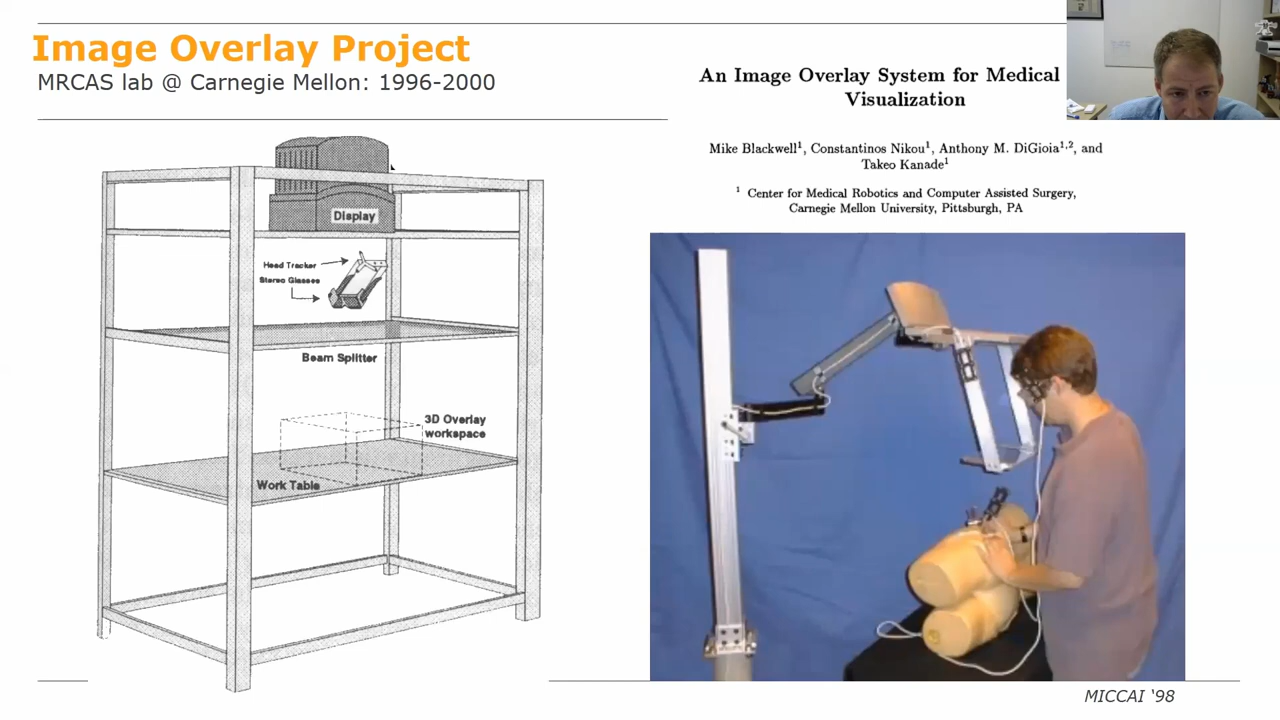 Image Overlay Project
MRCAS lab @ Carnegie Mellon: 1996-2000
An Image Overlay System for Medical
Visualization
Mike Blackwell¹, Constantinos Nikou¹, Anthony M. DiGioia¹,², and
Takeo Kanade¹
¹ Center for Medical Robotics and Computer Assisted Surgery,
Carnegie Mellon University, Pittsburgh, PA
Display
Head Tracker
Stereo Glasses
Beam Splitter
3D Overlay
workspace
Work Table
MICCAI ‘98